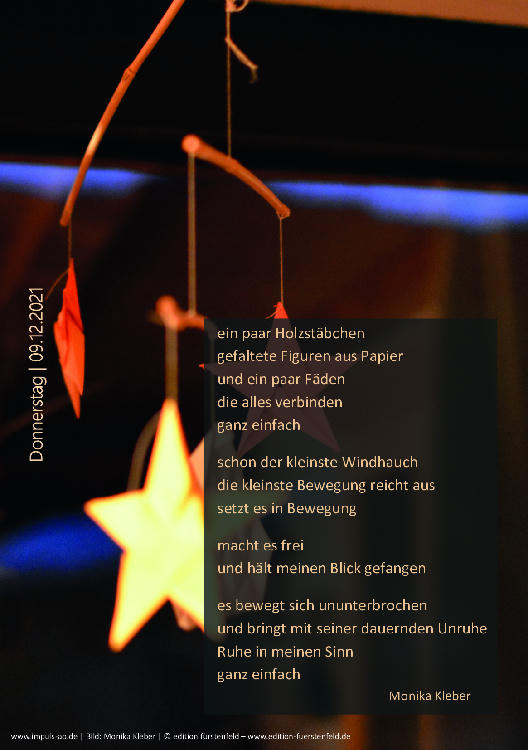 Donnerstag | 09.12.2021
ein paar Holzstäbchen
gefaltete Figuren aus Papier
und ein paar Fäden
die alles verbinden
ganz einfach
schon der kleinste Windhauch
die kleinste Bewegung reicht aus
setzt es in Bewegung
macht es frei
und hält meinen Blick gefangen
es bewegt sich ununterbrochen
und bringt mit seiner dauernden Unruhe
Ruhe in meinen Sinn
ganz einfach
Monika Kleber
www.impuls-ao.de | Bild: Monika Kleber | © edition fürstenfeld – www.edition-fuerstenfeld.de